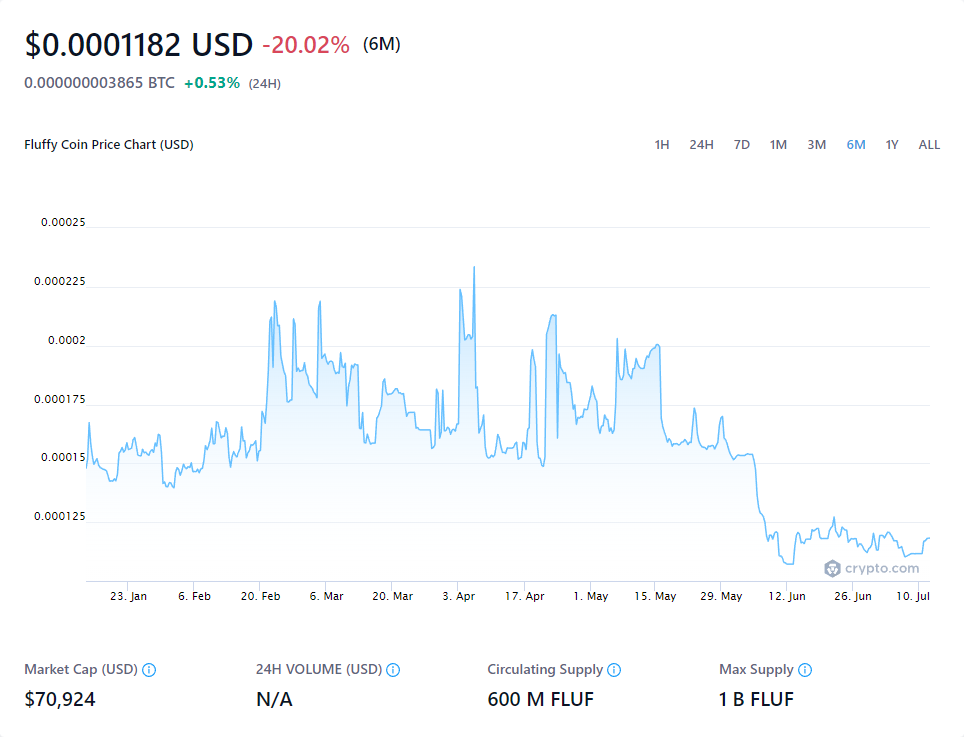 $0.0001182 USD -20.02% (6M)
0.000000003865 BTC +0.53% (24H)
Fluffy Coin Price Chart (USD) 1H 24H 7D 1M 3M 6M 1Y ALL
0.00025
0.000225
0.0002
0.000175
0.00015
0.000125
crypto.com
23. Jan 6. Feb 20. Feb 6. Mar 20. Mar 3. Apr 17. Apr 1. May 15. May 29. May 12. Jun 26. Jun 10. Jul
Market Cap (USD) 24H VOLUME (USD) Circulating Supply Max Supply
$70,924 N/A 600 M FLUF 1 B FLUF